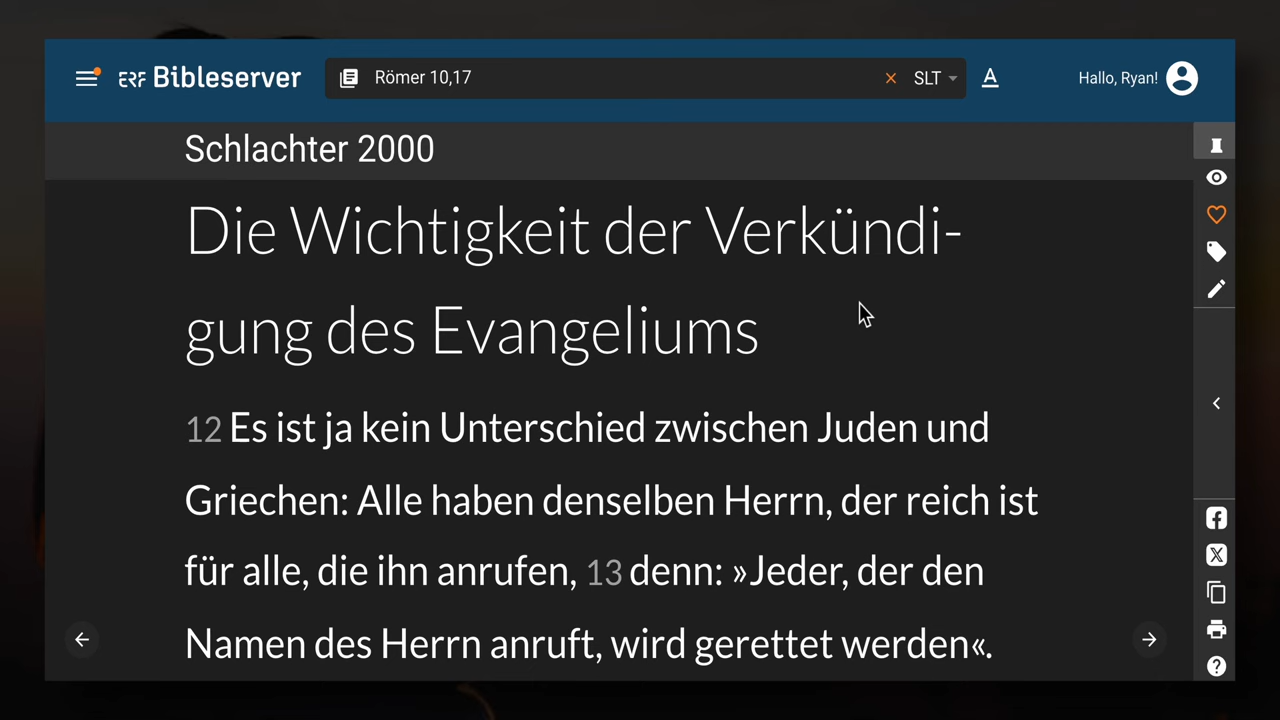 ERF Bibleserver
Römer 10,17
SLT
A
Hallo, Ryan!
Schlachter 2000
Die Wichtigkeit der Verkündi-
gung des Evangeliums
12 Es ist ja kein Unterschied zwischen Juden und
Griechen: Alle haben denselben Herrn, der reich ist
für alle, die ihn anrufen, 13 denn: »Jeder, der den
Namen des Herrn anruft, wird gerettet werden«.